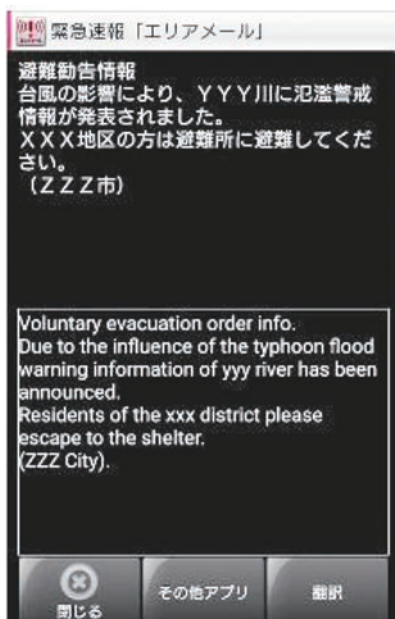 緊急速報「エリアメール」
避難勧告情報
台風の影響により、ＹＹＹ川に氾濫警戒
情報が発表されました。
ＸＸＸ地区の方は避難所に避難してくだ
さい。
（ＺＺＺ市）
Voluntary evacuation order info.
Due to the influence of the typhoon flood
warning information of yyy river has been
announced.
Residents of the xxx district please
escape to the shelter.
(ZZZ City).
閉じる
その他アプリ
翻訳